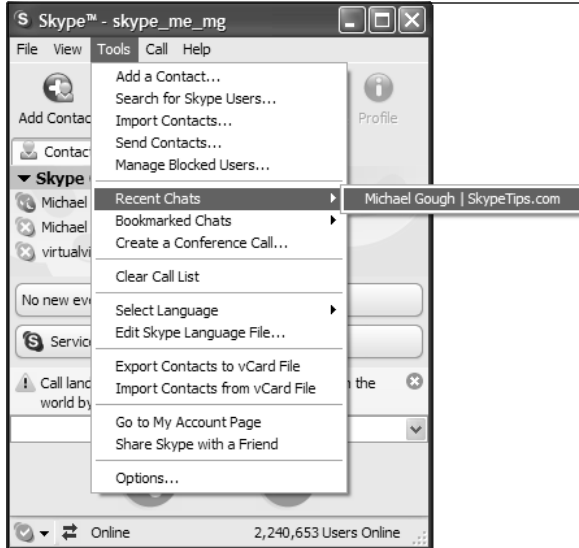 Skype™ - skype_me_mg
File View Tools Call Help
Add a Contact...
Search for Skype Users...
Import Contacts...
Send Contacts...
Manage Blocked Users...
Recent Chats
Michael Gough | SkypeTips.com
Bookmarked Chats
Create a Conference Call...
Clear Call List
Select Language
Edit Skype Language File...
Export Contacts to vCard File
Import Contacts from vCard File
Go to My Account Page
Share Skype with a Friend
Options...
Add Contac
Profile
Contac
Skype
Michael
Michael
virtualvi
No new eve
Servic
Call land the
world by
Online 2,240,653 Users Online